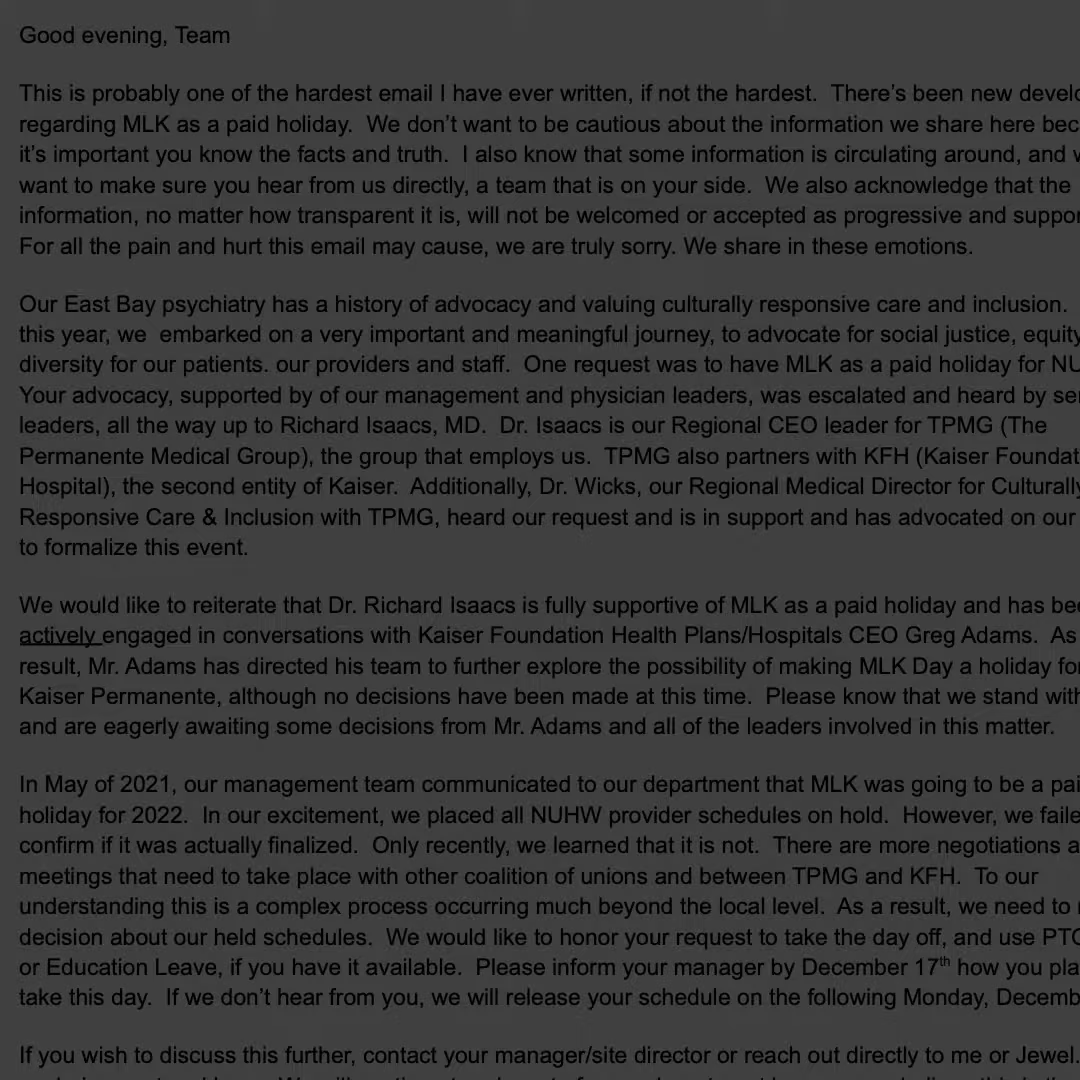 Good evening, Team
This is probably one of the hardest email I have ever written, if not the hardest.  There's been new develo
regarding MLK as a paid holiday.  We don't want to be cautious about the information we share here bec
it's important you know the facts and truth.  I also know that some information is circulating around, and w
want to make sure you hear from us directly, a team that is on your side.  We also acknowledge that the
information, no matter how transparent it is, will not be welcomed or accepted as progressive and suppor
For all the pain and hurt this email may cause, we are truly sorry. We share in these emotions.
Our East Bay psychiatry has a history of advocacy and valuing culturally responsive care and inclusion.
this year, we  embarked on a very important and meaningful journey, to advocate for social justice, equity
diversity for our patients. our providers and staff.  One request was to have MLK as a paid holiday for NU
Your advocacy, supported by of our management and physician leaders, was escalated and heard by se
leaders, all the way up to Richard Isaacs, MD.  Dr. Isaacs is our Regional CEO leader for TPMG (The
Permanente Medical Group), the group that employs us.  TPMG also partners with KFH (Kaiser Foundat
Hospital), the second entity of Kaiser.  Additionally, Dr. Wicks, our Regional Medical Director for Culturally
Responsive Care & Inclusion with TPMG, heard our request and is in support and has advocated on our
to formalize this event.
We would like to reiterate that Dr. Richard Isaacs is fully supportive of MLK as a paid holiday and has be
actively engaged in conversations with Kaiser Foundation Health Plans/Hospitals CEO Greg Adams.  As
result, Mr. Adams has directed his team to further explore the possibility of making MLK Day a holiday fo
Kaiser Permanente, although no decisions have been made at this time.  Please know that we stand with
and are eagerly awaiting some decisions from Mr. Adams and all of the leaders involved in this matter.
In May of 2021, our management team communicated to our department that MLK was going to be a pai
holiday for 2022.  In our excitement, we placed all NUHW provider schedules on hold.  However, we faile
confirm if it was actually finalized.  Only recently, we learned that it is not.  There are more negotiations a
meetings that need to take place with other coalition of unions and between TPMG and KFH.  To our
understanding this is a complex process occurring much beyond the local level.  As a result, we need to
decision about our held schedules.  We would like to honor your request to take the day off, and use PTO
or Education Leave, if you have it available.  Please inform your manager by December 17th how you pla
take this day.  If we don't hear from you, we will release your schedule on the following Monday, Decemb
If you wish to discuss this further, contact your manager/site director or reach out directly to me or Jewel.